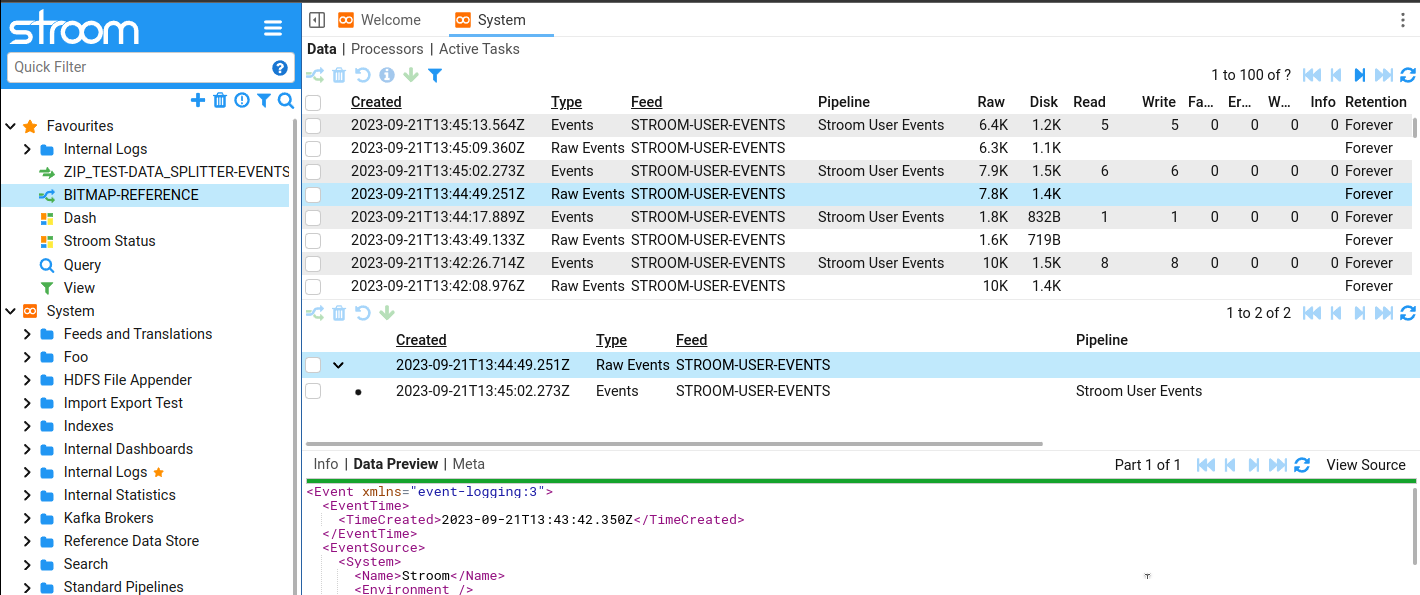 stroom
Quick Filter
Favourites
Internal Logs
ZIP_TEST-DATA_SPLITTER-EVENTS
BITMAP-REFERENCE
Dash
Stroom Status
Query
View
System
Feeds and Translations
Foo
HDFS File Appender
Import Export Test
Indexes
Internal Dashboards
Internal Logs
Internal Statistics
Kafka Brokers
Reference Data Store
Search
Standard Pipelines
Welcome System
Data | Processors | Active Tasks
1 to 100 of ?
Created Type Feed Pipeline Raw Disk Read Write Fa... Er... W... Info Retention
2023-09-21T13:45:13.564Z Events STROOM-USER-EVENTS Stroom User Events 6.4K 1.2K 5 5 0 0 0 0 Forever
2023-09-21T13:45:09.360Z Raw Events STROOM-USER-EVENTS 6.3K 1.1K Forever
2023-09-21T13:45:02.273Z Events STROOM-USER-EVENTS Stroom User Events 7.9K 1.5K 6 6 0 0 0 0 Forever
2023-09-21T13:44:49.251Z Raw Events STROOM-USER-EVENTS 7.8K 1.4K Forever
2023-09-21T13:44:17.889Z Events STROOM-USER-EVENTS Stroom User Events 1.8K 832B 1 1 0 0 0 0 Forever
2023-09-21T13:43:49.133Z Raw Events STROOM-USER-EVENTS 1.6K 719B Forever
2023-09-21T13:42:26.714Z Events STROOM-USER-EVENTS Stroom User Events 10K 1.5K 8 8 0 0 0 0 Forever
2023-09-21T13:42:08.976Z Raw Events STROOM-USER-EVENTS 10K 1.4K Forever
1 to 2 of 2
Created Type Feed Pipeline
2023-09-21T13:44:49.251Z Raw Events STROOM-USER-EVENTS
2023-09-21T13:45:02.273Z Events STROOM-USER-EVENTS Stroom User Events
Info | Data Preview | Meta Part 1 of 1 View Source
<Event xmlns="event-logging:3">
<EventTime>
<TimeCreated>2023-09-21T13:43:42.350Z</TimeCreated>
</EventTime>
<EventSource>
<System>
<Name>Stroom</Name>
<Environment />